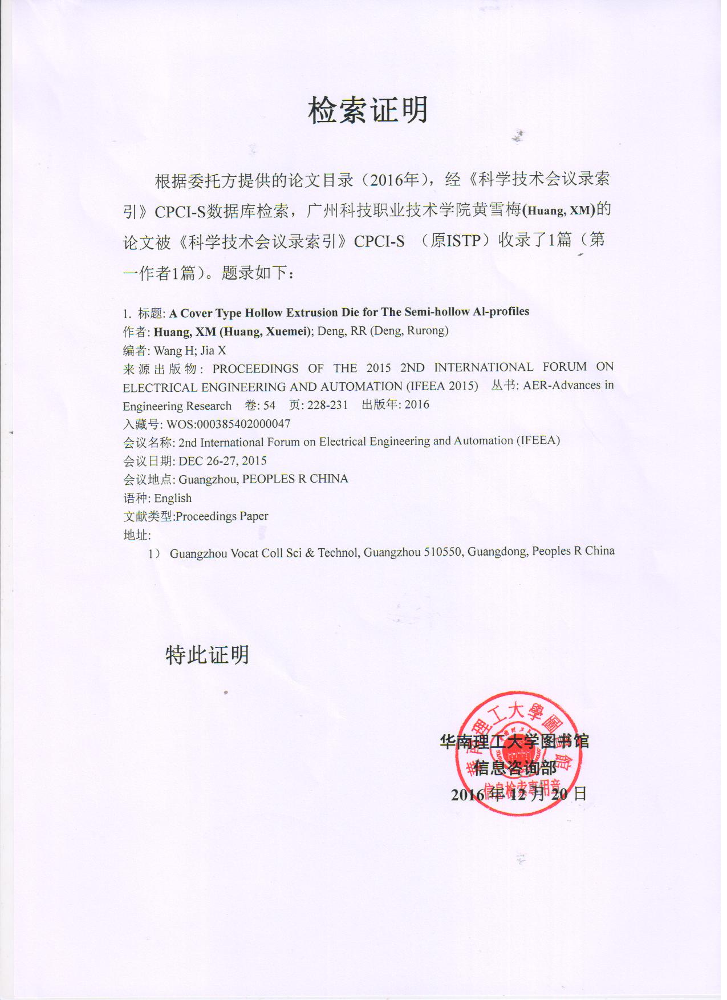 检索证明
根据委托方提供的论文目录（2016年），经《科学技术会议录索
引》CPCI-S数据库检索，广州科技职业技术学院黄雪梅(Huang, XM)的
论文被《科学技术会议录索引》CPCI-S （原ISTP）收录了1篇（第
一作者1篇）。题录如下：
1. 标题: A Cover Type Hollow Extrusion Die for The Semi-hollow Al-profiles
作者: Huang, XM (Huang, Xuemei); Deng, RR (Deng, Rurong)
编者: Wang H; Jia X
来源出版物: PROCEEDINGS OF THE 2015 2ND INTERNATIONAL FORUM ON
ELECTRICAL ENGINEERING AND AUTOMATION (IFEEA 2015) 丛书: AER-Advances in
Engineering Research 卷: 54 页: 228-231 出版年: 2016
入藏号: WOS:000385402000047
会议名称: 2nd International Forum on Electrical Engineering and Automation (IFEEA)
会议日期: DEC 26-27, 2015
会议地点: Guangzhou, PEOPLES R CHINA
语种: English
文献类型:Proceedings Paper
地址:
1） Guangzhou Vocat Coll Sci & Technol, Guangzhou 510550, Guangdong, Peoples R China
特此证明
華南理工大學圖書館
华南理工大学图书馆
信息咨询部
信息检索专用章
2016 年 12 月 20 日